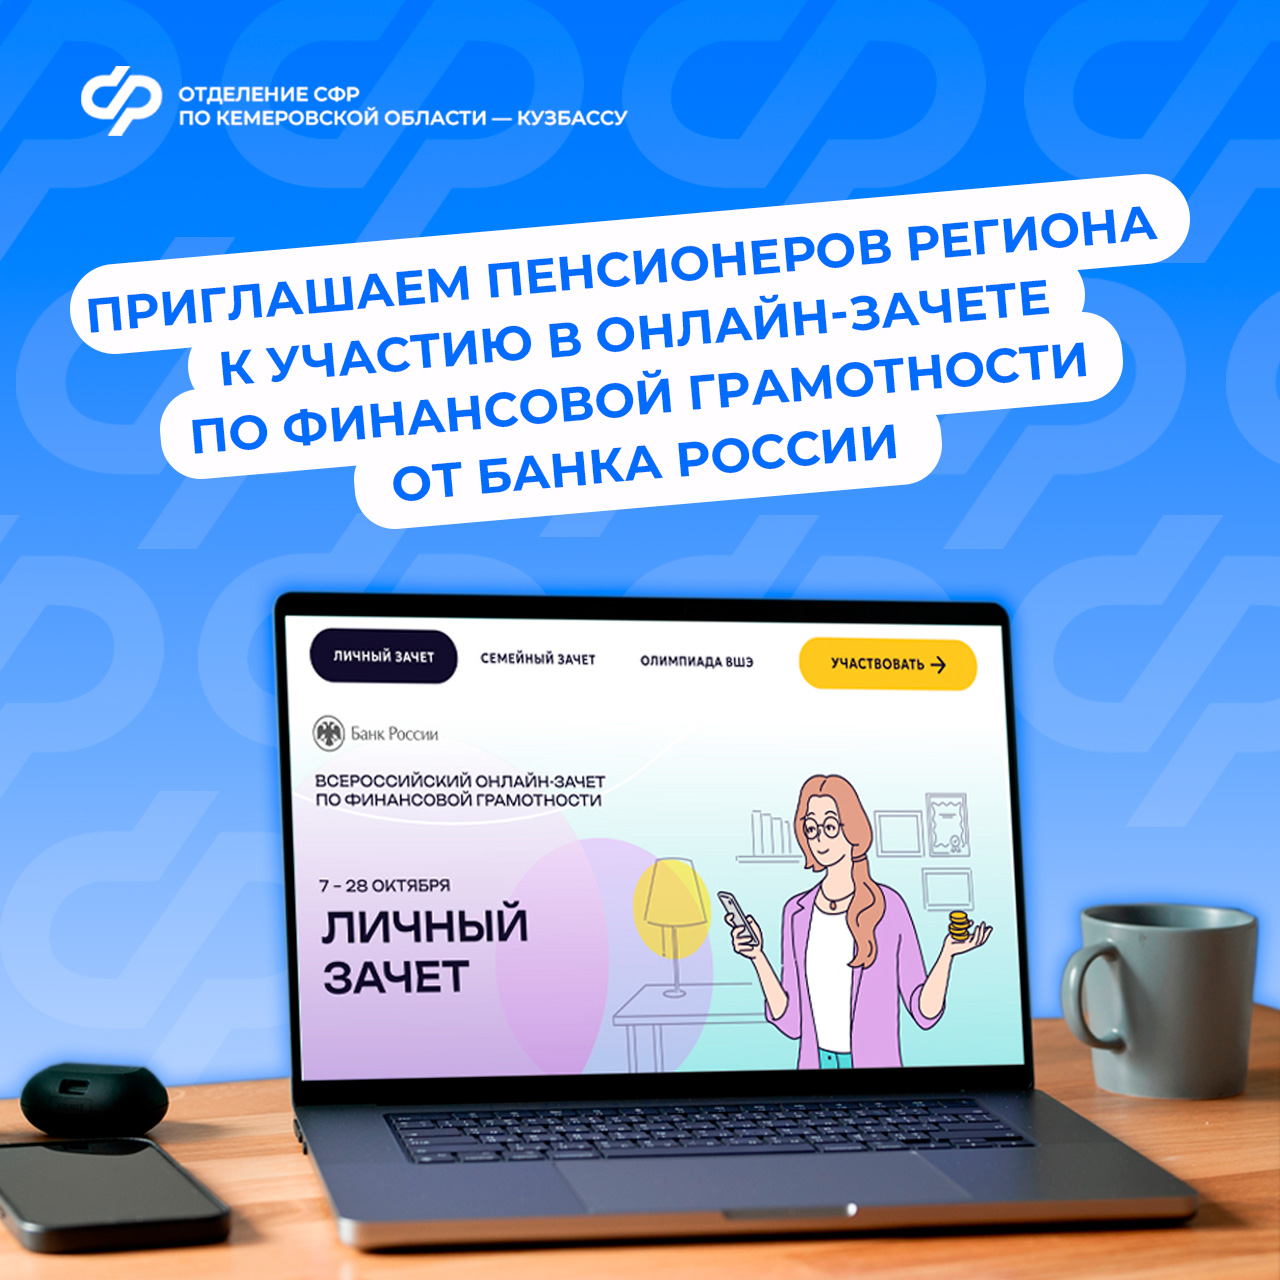 ОТДЕЛЕНИЕ СФР
ПО КЕМЕРОВСКОЙ ОБЛАСТИ — КУЗБАССУ
ПРИГЛАШАЕМ ПЕНСИОНЕРОВ РЕГИОНА
К УЧАСТИЮ В ОНЛАЙН-ЗАЧЕТЕ
ПО ФИНАНСОВОЙ ГРАМОТНОСТИ
ОТ БАНКА РОССИИ
ЛИЧНЫЙ ЗАЧЕТ
СЕМЕЙНЫЙ ЗАЧЕТ
ОЛИМПИАДА ВШЭ
УЧАСТВОВАТЬ →
Банк России
ВСЕРОССИЙСКИЙ ОНЛАЙН-ЗАЧЕТ
ПО ФИНАНСОВОЙ ГРАМОТНОСТИ
7 – 28 ОКТЯБРЯ
ЛИЧНЫЙ
ЗАЧЕТ